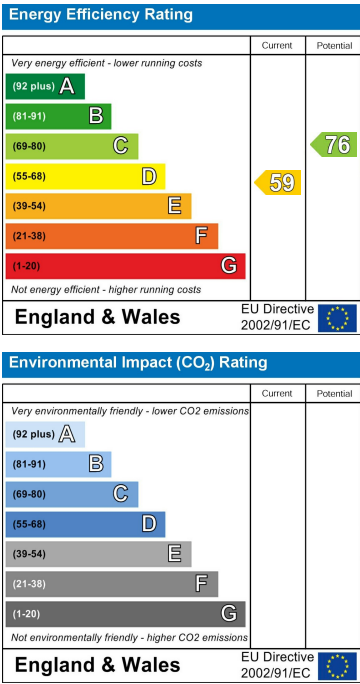 Energy Efficiency Rating
Current Potential
Very energy efficient - lower running costs
(92 plus) A
(81-91) B
(69-80) C
76
(55-68) D
59
(39-54) E
(21-38) F
(1-20) G
Not energy efficient - higher running costs
England & Wales
EU Directive
2002/91/EC
Environmental Impact (CO₂) Rating
Current Potential
Very environmentally friendly - lower CO2 emissions
(92 plus) A
(81-91) B
(69-80) C
(55-68) D
(39-54) E
(21-38) F
(1-20) G
Not environmentally friendly - higher CO2 emissions
England & Wales
EU Directive
2002/91/EC